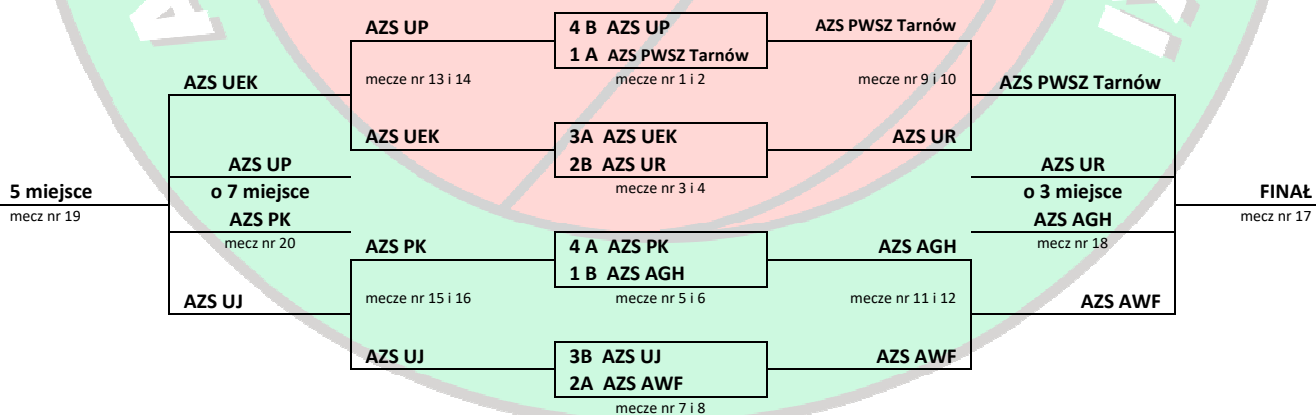 AZS UP
4 B AZS UP
AZS PWSZ Tarnów
1 A AZS PWSZ Tarnów
mecze nr 13 i 14
mecze nr 1 i 2
mecze nr 9 i 10
AZS UEK
AZS PWSZ Tarnów
AZS UEK
3A AZS UEK
AZS UR
2B AZS UR
AZS UP
AZS UR
mecze nr 3 i 4
5 miejsce
o 7 miejsce
o 3 miejsce
FINAŁ
mecz nr 19
AZS PK
AZS AGH
mecz nr 17
mecz nr 20
mecz nr 18
AZS PK
4 A AZS PK
AZS AGH
1 B AZS AGH
mecze nr 15 i 16
mecze nr 5 i 6
mecze nr 11 i 12
AZS UJ
AZS AWF
AZS UJ
3B AZS UJ
AZS AWF
2A AZS AWF
mecze nr 7 i 8